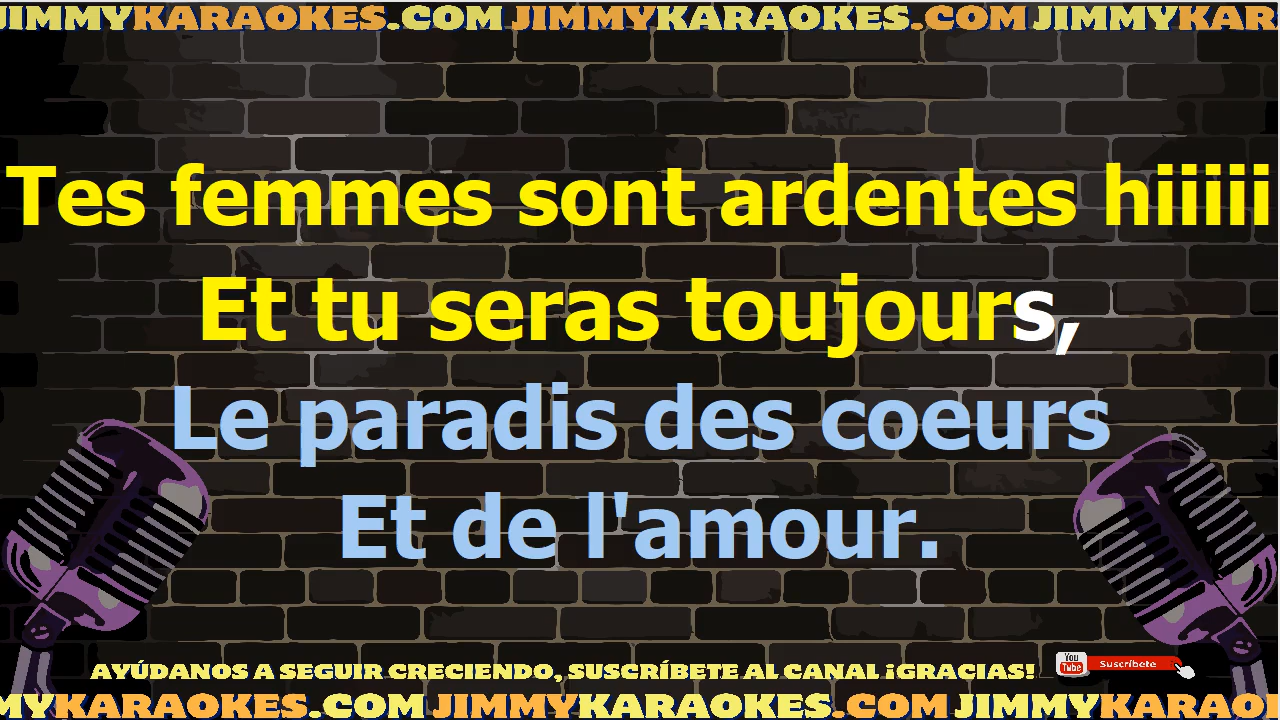 JIMMYKARAOKES.COM JIMMYKARAOKES.COM JIMMYKAR
Tes femmes sont ardentes hiiiii
Et tu seras toujours,
Le paradis des coeurs
Et de l'amour.
AYÚDANOS A SEGUIR CRECIENDO, SUSCRÍBETE AL CANAL ¡GRACIAS!
You Tube Suscríbete
MYKARAOKES.COM JIMMYKARAOKES.COM JIMMYKARAO